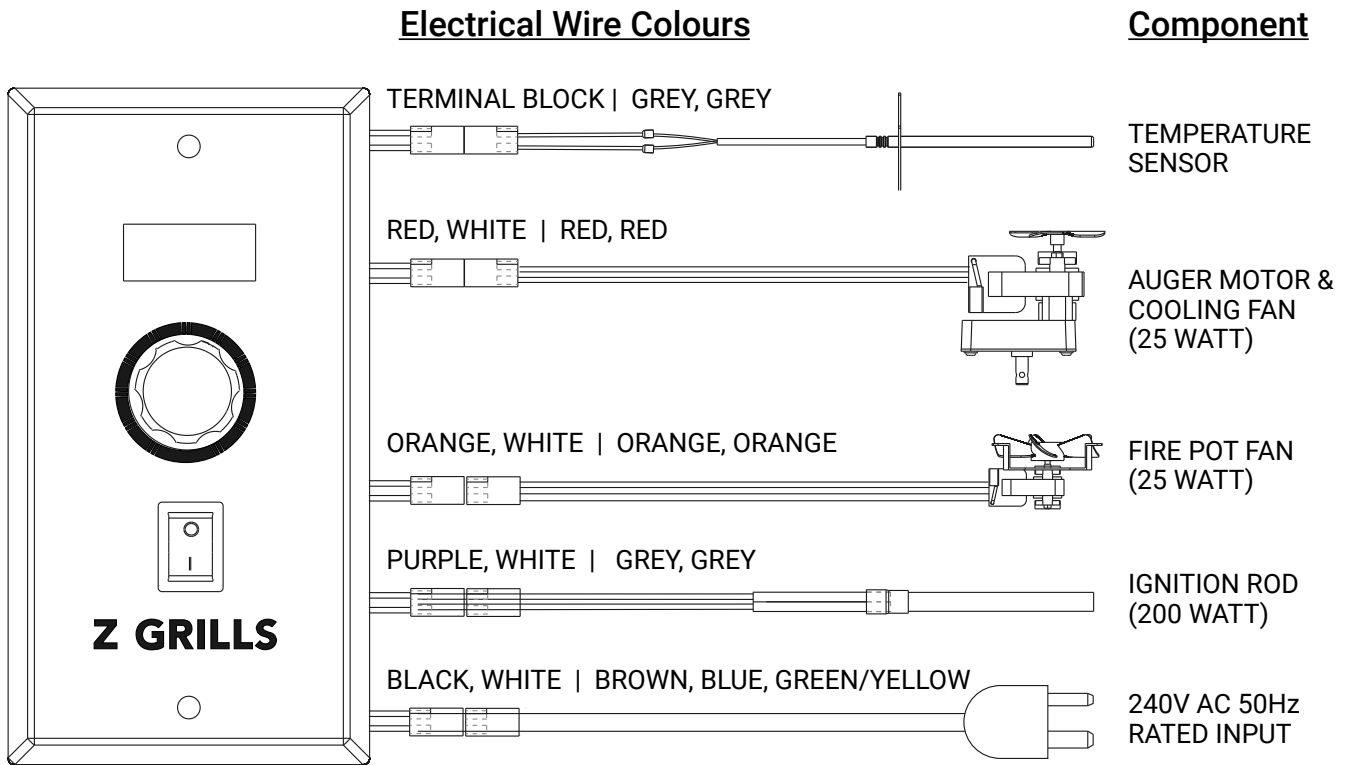 Electrical Wire Colours
Component
TERMINAL BLOCK | GREY, GREY
TEMPERATURE
SENSOR
RED, WHITE | RED, RED
AUGER MOTOR &
COOLING FAN
(25 WATT)
ORANGE, WHITE | ORANGE, ORANGE
FIRE POT FAN
(25 WATT)
PURPLE, WHITE | GREY, GREY
IGNITION ROD
(200 WATT)
Z GRILLS
BLACK, WHITE | BROWN, BLUE, GREEN/YELLOW
240V AC 50Hz
RATED INPUT